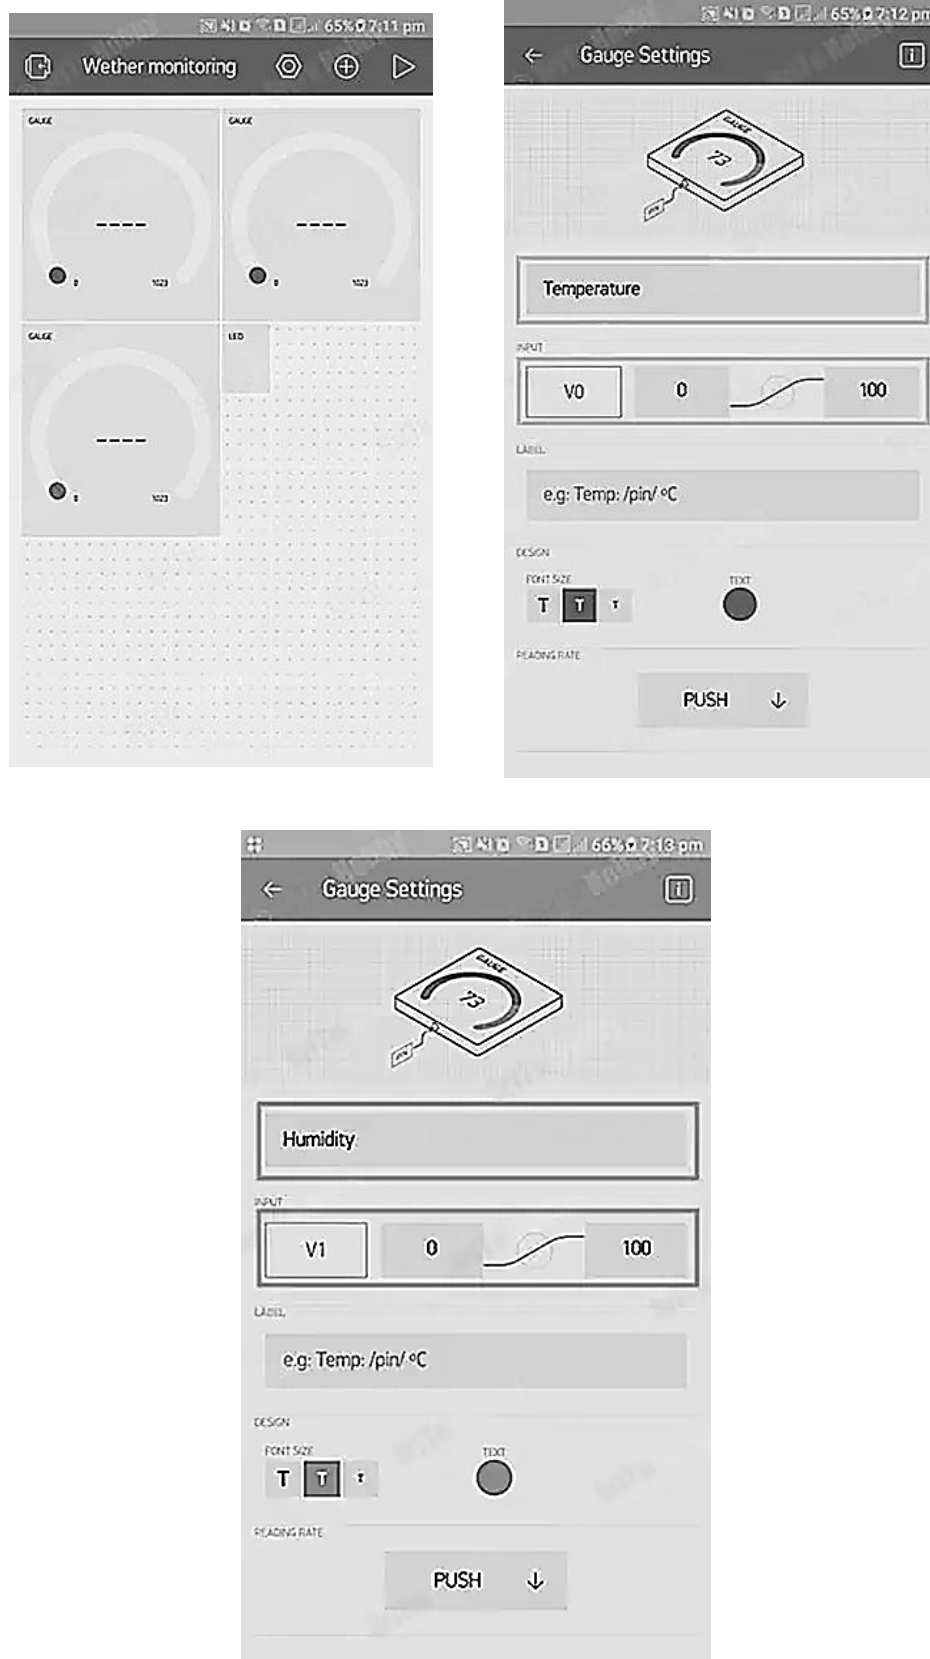 65% 7:11 pm
Wether monitoring
GAUGE
GAUGE
----
----
0
1023
0
1023
GAUGE
LED
----
0
1023
65% 7:12 pm
Gauge Settings
GAUGE
73
PIN
Temperature
INPUT
V0
0
100
LABEL
e.g: Temp: /pin/ ºC
DESIGN
FONT SIZE
TEXT
T T T
READING RATE
PUSH
66% 7:13 pm
Gauge Settings
GAUGE
73
PIN
Humidity
INPUT
V1
0
100
LABEL
e.g: Temp: /pin/ ºC
DESIGN
FONT SIZE
TEXT
T T T
READING RATE
PUSH